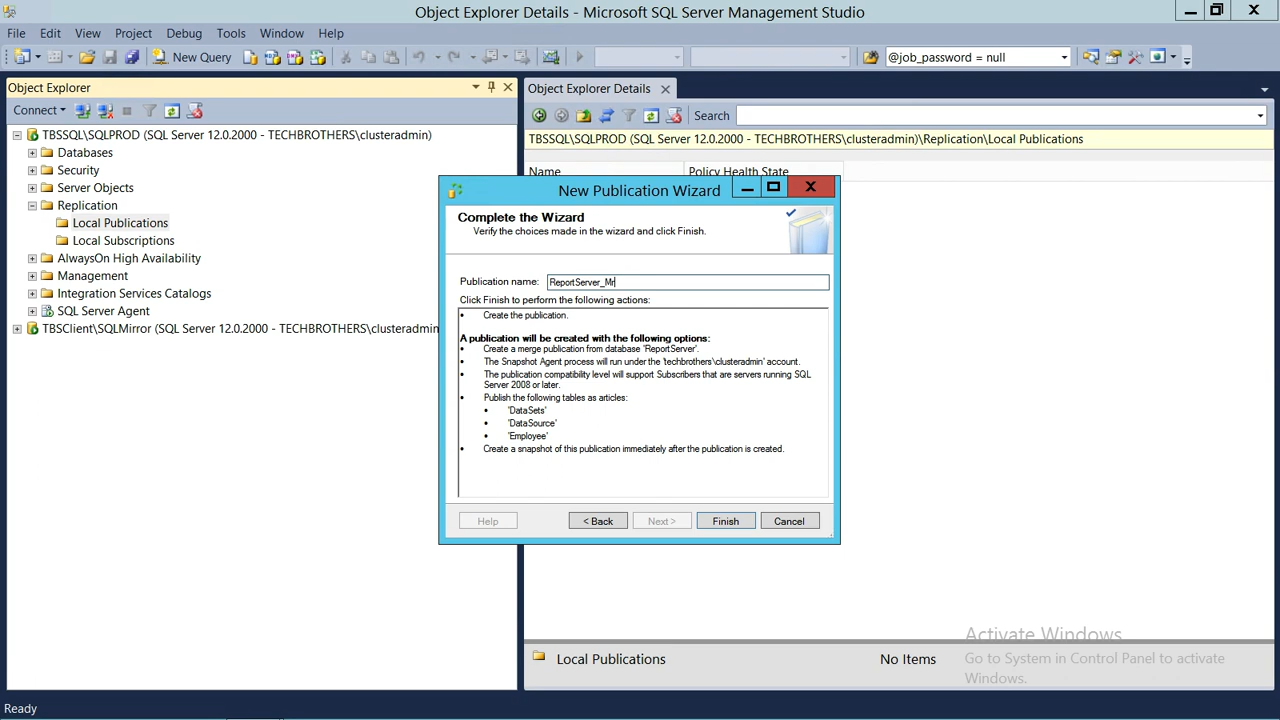 Object Explorer Details - Microsoft SQL Server Management Studio
File Edit View Project Debug Tools Window Help
New Query
@job_password = null
Object Explorer
Connect
TBSSQL\SQLPROD (SQL Server 12.0.2000 - TECHBROTHERS\clusteradmin)
Databases
Security
Server Objects
Replication
Local Publications
Local Subscriptions
AlwaysOn High Availability
Management
Integration Services Catalogs
SQL Server Agent
TBSClient\SQLMirror (SQL Server 12.0.2000 - TECHBROTHERS\clusteradmin
Object Explorer Details
Search
TBSSQL\SQLPROD (SQL Server 12.0.2000 - TECHBROTHERS\clusteradmin)\Replication\Local Publications
Name Policy Health State
New Publication Wizard
Complete the Wizard
Verify the choices made in the wizard and click Finish.
Publication name: ReportServer_Mr
Click Finish to perform the following actions:
• Create the publication.
A publication will be created with the following options:
• Create a merge publication from database 'ReportServer'.
• The Snapshot Agent process will run under the 'techbrothers\clusteradmin' account.
• The publication compatibility level will support Subscribers that are servers running SQL
Server 2008 or later.
• Publish the following tables as articles:
• 'DataSets'
• 'DataSource'
• 'Employee'
• Create a snapshot of this publication immediately after the publication is created.
Help < Back Next > Finish Cancel
Local Publications No Items
Activate Windows
Go to System in Control Panel to activate
Windows.
Ready